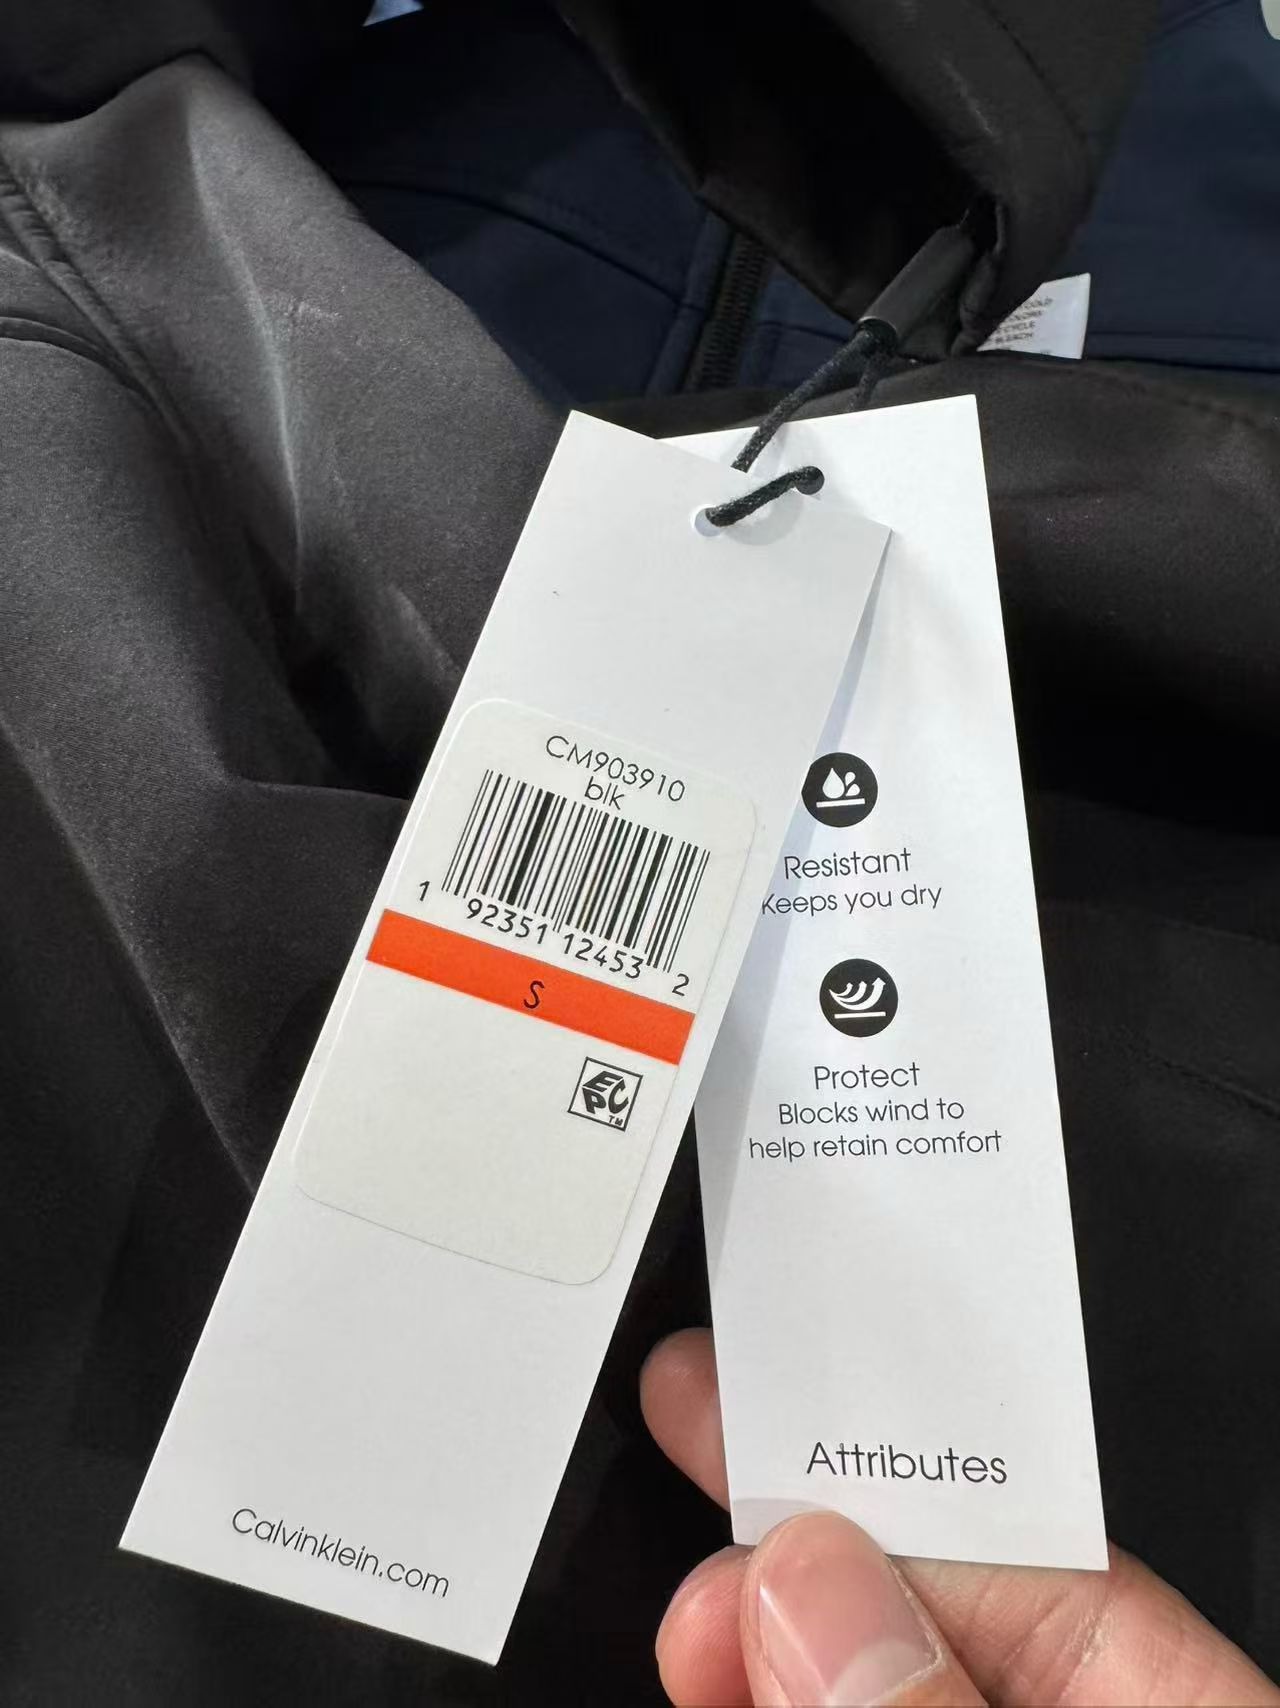 CM903910
blk
1 92351 12453 2
S
EPC
TM
Calvinklein.com
Resistant
Keeps you dry
Protect
Blocks wind to
help retain comfort
Attributes
CYCLE